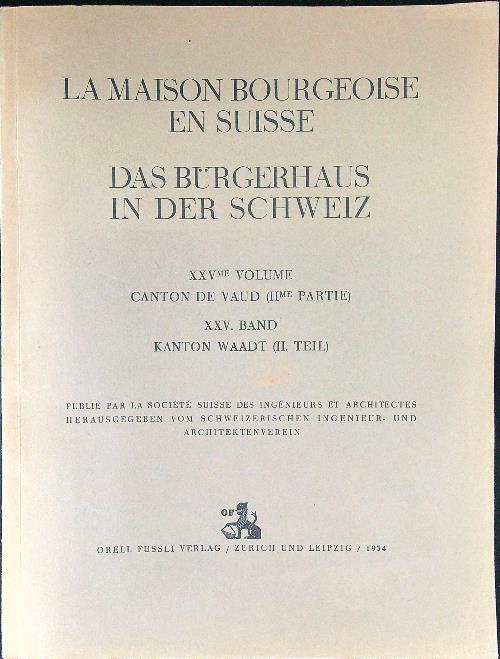 LA MAISON BOURGEOISE
EN SUISSE
DAS BÜRGERHAUS
IN DER SCHWEIZ
XXVME VOLUME
CANTON DE VAUD (IIME PARTIE)
XXV. BAND
KANTON WAADT (II. TEIL)
PUBLIÉ PAR LA SOCIÉTÉ SUISSE DES INGÉNIEURS ET ARCHITECTES
HERAUSGEGEBEN VOM SCHWEIZERISCHEN INGENIEUR- UND
ARCHITEKTENVEREIN
OF
ORELL FÜSSLI VERLAG / ZÜRICH UND LEIPZIG / 1934